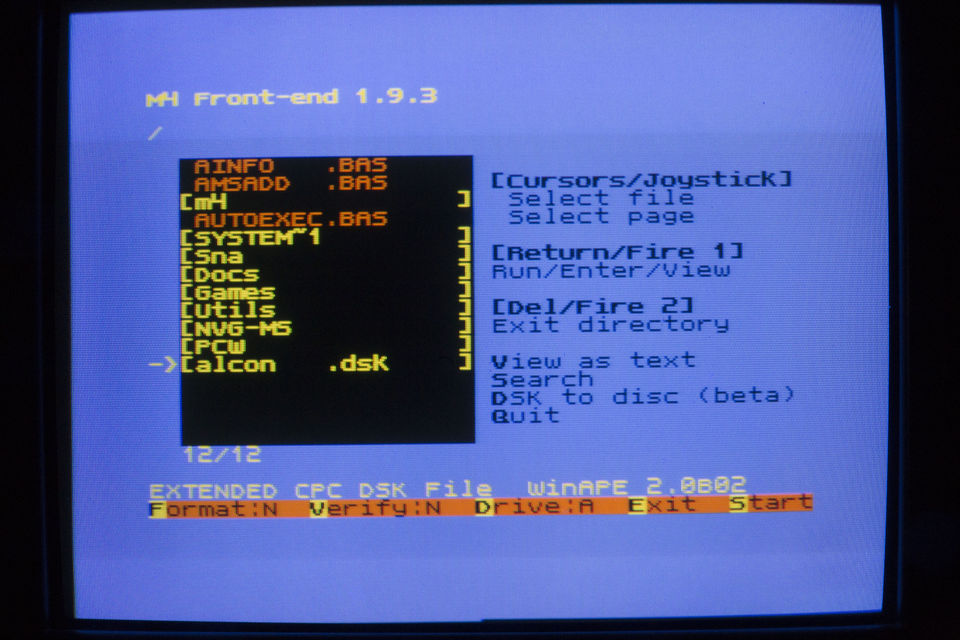 M4 Front-end 1.9.3
/
AINFO .BAS
AMSADD .BAS
[m4 ]
AUTOEXEC.BAS
[SYSTEM~1 ]
[Sna ]
[Docs ]
[Games ]
[Utils ]
[NVG-MS ]
[PCW ]
->[alcon .dsk ]
12/12
[Cursors/Joystick]
Select file
Select page
[Return/Fire 1]
Run/Enter/View
[Del/Fire 2]
Exit directory
View as text
Search
DSK to disc (beta)
Quit
EXTENDED CPC DSK File WinAPE 2.0B02
Format:N Verify:N Drive:A Exit Start